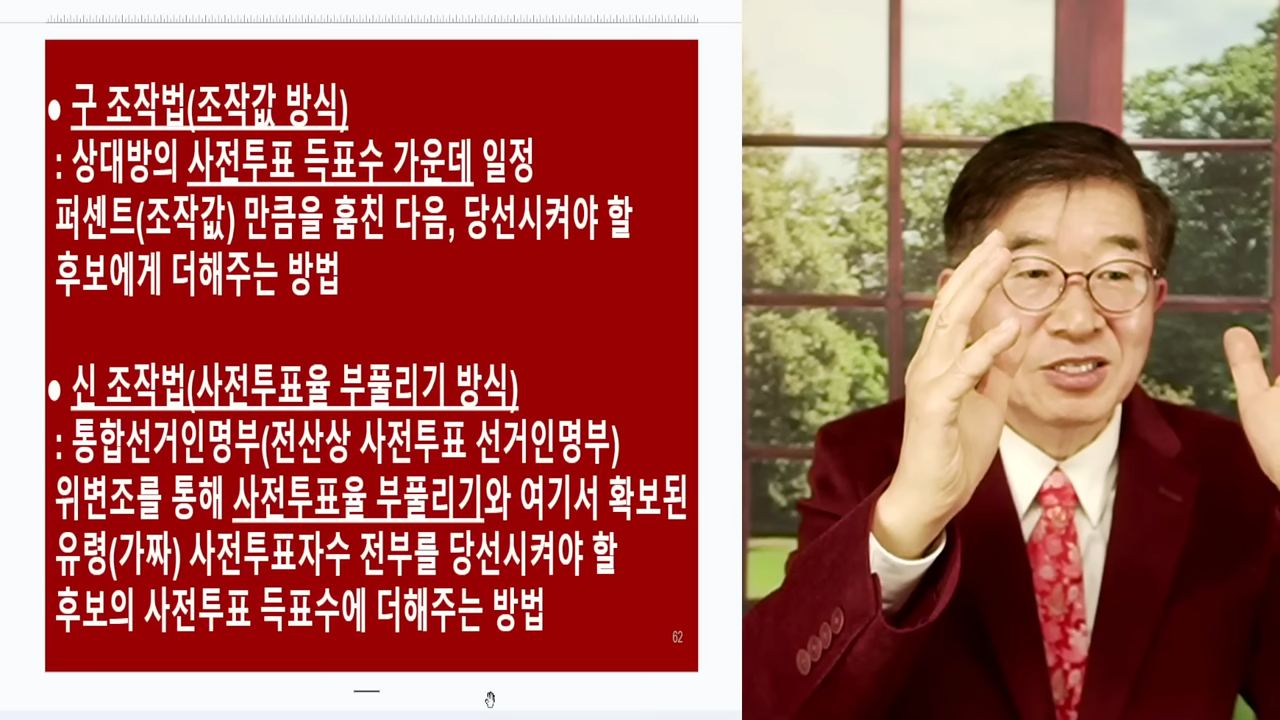 • 구 조작법(조작값 방식)
: 상대방의 사전투표 득표수 가운데 일정
퍼센트(조작값) 만큼을 훔친 다음, 당선시켜야 할
후보에게 더해주는 방법
• 신 조작법(사전투표율 부풀리기 방식)
: 통합선거인명부(전산상 사전투표 선거인명부)
위변조를 통해 사전투표율 부풀리기와 여기서 확보된
유령(가짜) 사전투표자수 전부를 당선시켜야 할
후보의 사전투표 득표수에 더해주는 방법
62